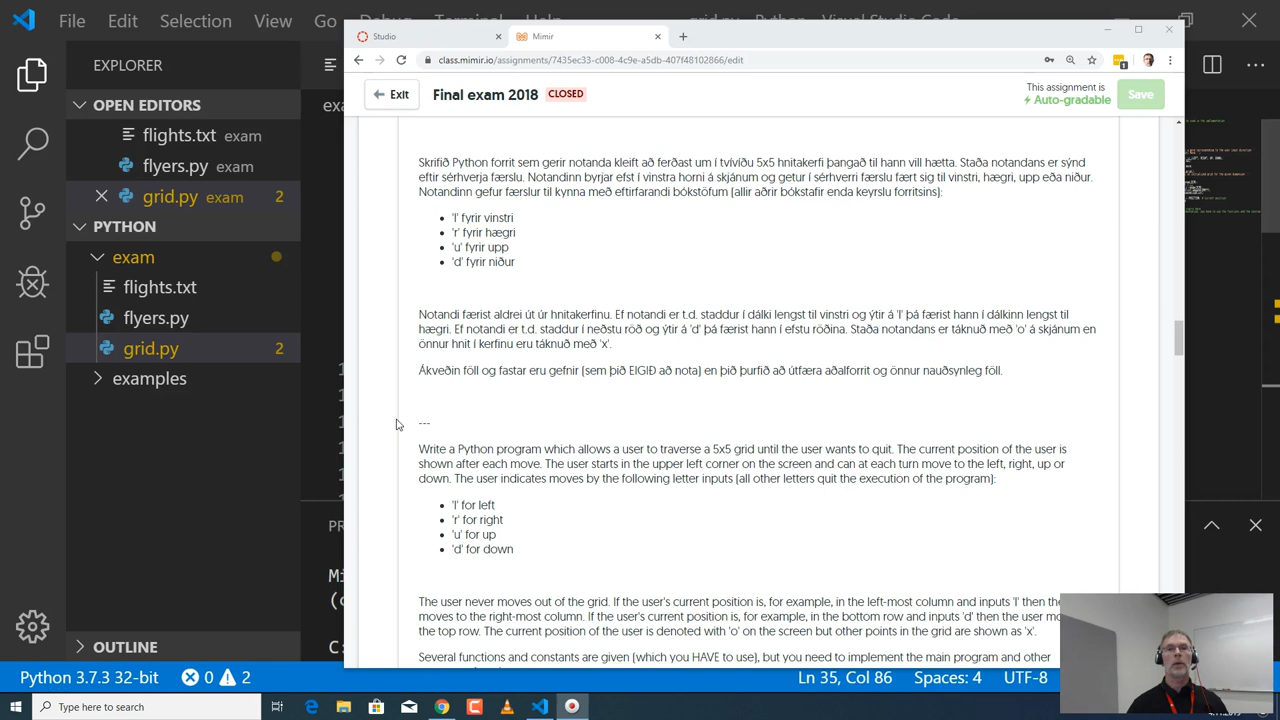 File Edit Selection View Go Debug Terminal Help grid.py - Python - Visual Studio Code
Studio
Mimir
class.mimir.io/assignments/7435ec33-c008-4c9e-a5db-407f48102866/edit
Exit
Final exam 2018 CLOSED
This assignment is
Auto-gradable
Save
EXPLORER
OPEN EDITORS
flights.txt exam
flyers.py exam
grid.py exam 2
PYTHON
exam
flights.txt
flyers.py
grid.py 2
examples
OUTLINE
Skrifið Python forrit sem gerir notanda kleift að ferðast um í tvívíðu 5x5 hnitakerfi þangað til hann vill hætta. Staða notandans er sýnd
eftir sérhverja færslu. Notandinn byrjar efst í vinstra horni á skjánum og getur í sérhverri færslu fært sig til vinstri, hægri, upp eða niður.
Notandinn getur færslur til kynna með eftirfarandi bókstöfum (allir aðrir bókstafir enda keyrslu forritsins):
'l' fyrir vinstri
'r' fyrir hægri
'u' fyrir upp
'd' fyrir niður
Notandi færist aldrei út úr hnitakerfinu. Ef notandi er t.d. staddur í dálki lengst til vinstri og ýtir á 'l' þá færist hann í dálkinn lengst til
hægri. Ef notandi er t.d. staddur í neðstu röð og ýtir á 'd' þá færist hann í efstu röðina. Staða notandans er táknuð með 'o' á skjánum en
önnur hnit í kerfinu eru táknuð með 'x'.
Ákveðin föll og fastar eru gefnir (sem þið EIGIÐ að nota) en þið þurfið að útfæra aðalforrit og önnur nauðsynleg föll.
---
Write a Python program which allows a user to traverse a 5x5 grid until the user wants to quit. The current position of the user is
shown after each move. The user starts in the upper left corner on the screen and can at each turn move to the left, right, up or
down. The user indicates moves by the following letter inputs (all other letters quit the execution of the program):
'l' for left
'r' for right
'u' for up
'd' for down
The user never moves out of the grid. If the user's current position is, for example, in the left-most column and inputs 'l' then the
moves to the right-most column. If the user's current position is, for example, in the bottom row and inputs 'd' then the user mo
the top row. The current position of the user is denoted with 'o' on the screen but other points in the grid are shown as 'x'.
Several functions and constants are given (which you HAVE to use), but you need to implement the main program and other
Python 3.7.3 32-bit 0 2 Ln 35, Col 86 Spaces: 4 UTF-8
Type here to search